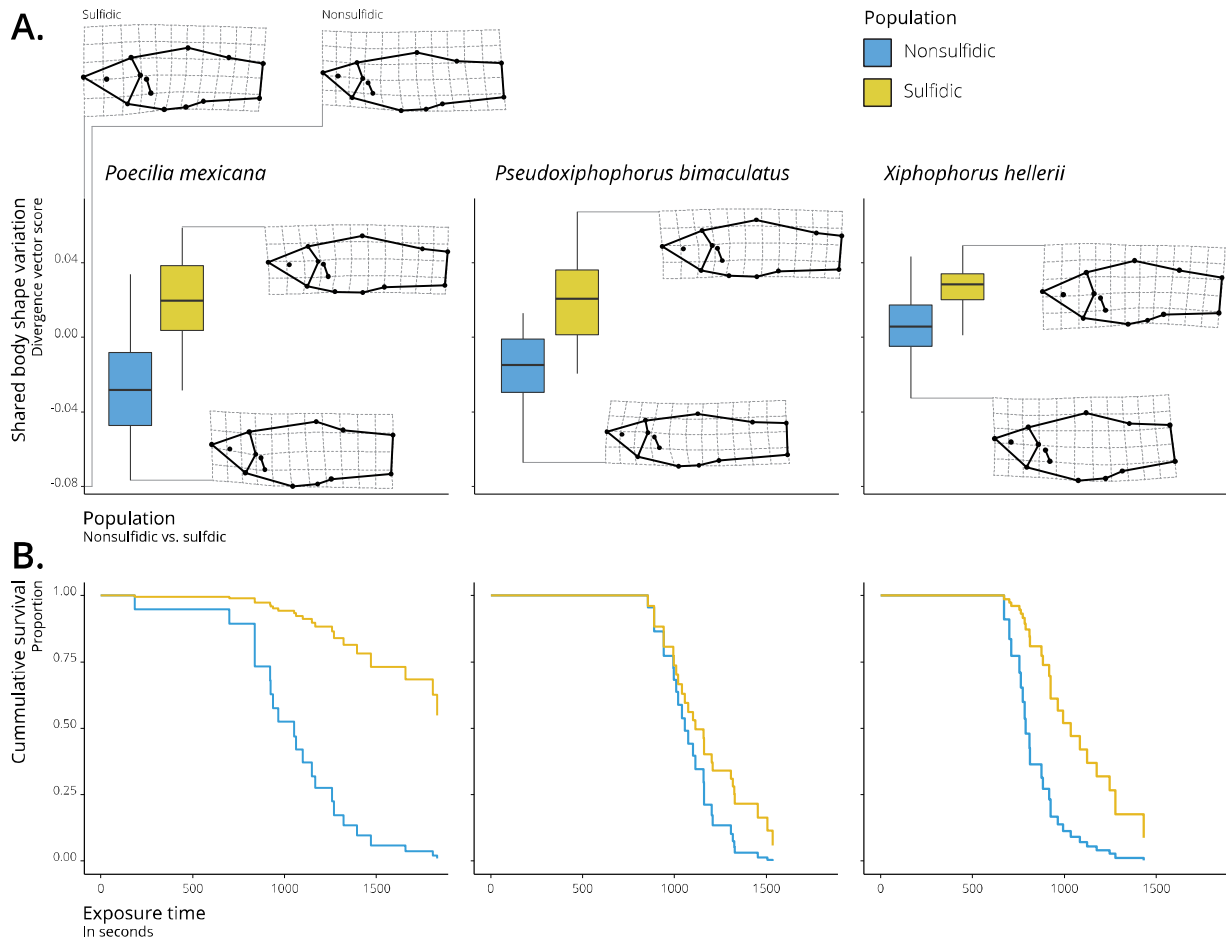 A.
Sulfidic
Nonsulfidic
Population
Nonsulfidic
Sulfidic
Poecilia mexicana
Pseudoxiphophorus bimaculatus
Xiphophorus hellerii
Shared body shape variation
Divergence vector score
0.04
0.00
-0.04
-0.08
Population
Nonsulfidic vs. sulfdic
B.
Cummulative survival
Proportion
1.00
0.75
0.50
0.25
0.00
0 500 1000 1500
0 500 1000 1500
0 500 1000 1500
Exposure time
In seconds